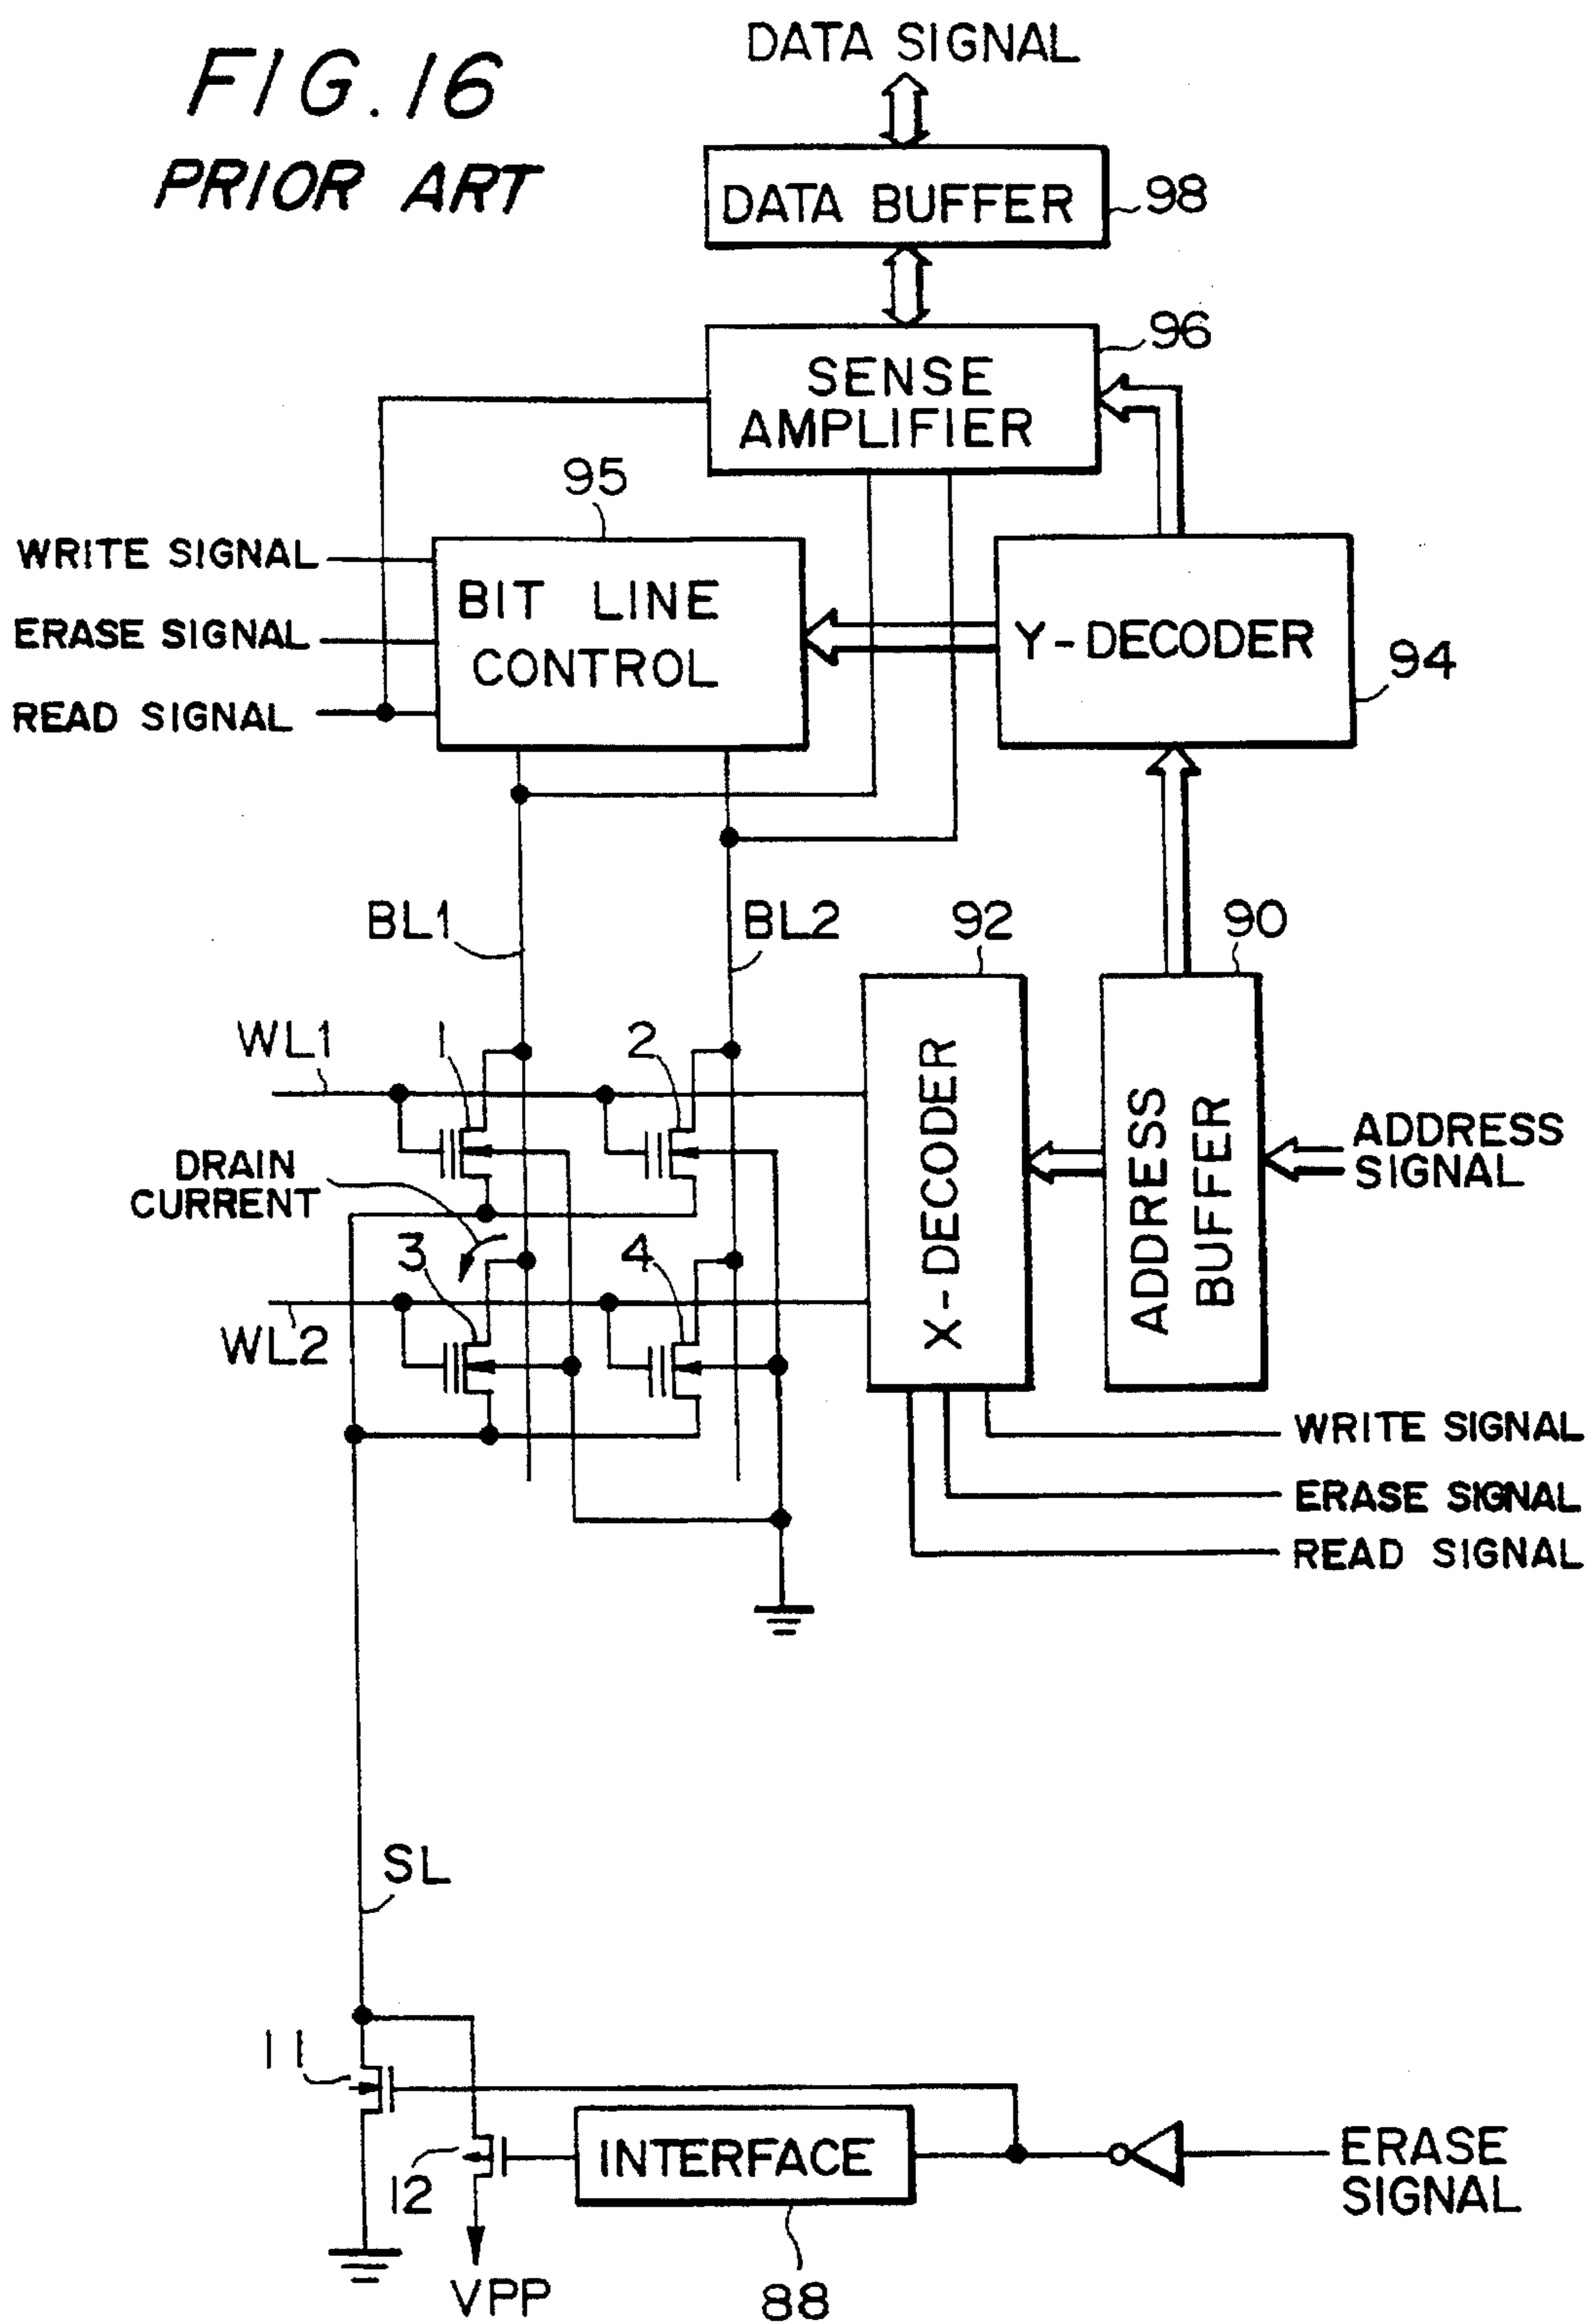 FIG. 16
PRIOR ART
DATA SIGNAL
DATA BUFFER
98
SENSE
AMPLIFIER
96
95
WRITE SIGNAL
ERASE SIGNAL
READ SIGNAL
BIT LINE
CONTROL
Y-DECODER
94
BL1
BL2
92
90
WL1
1
2
DRAIN
CURRENT
3
4
WL2
X-DECODER
ADDRESS
BUFFER
ADDRESS
SIGNAL
WRITE SIGNAL
ERASE SIGNAL
READ SIGNAL
SL
11
12
INTERFACE
ERASE
SIGNAL
VPP
88